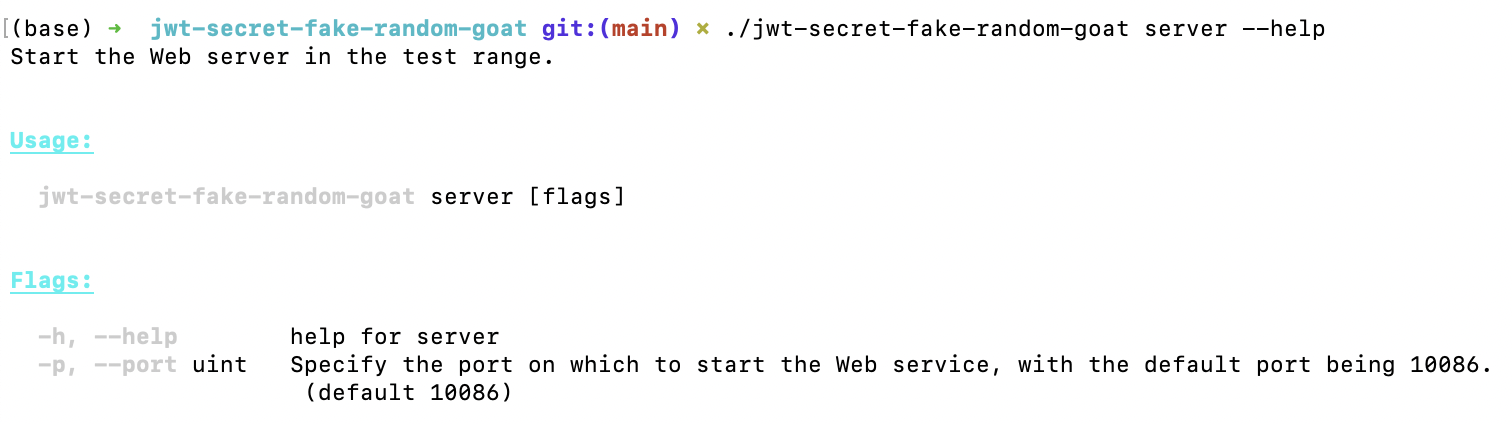 [(base) ➜  jwt-secret-fake-random-goat git:(main) ✗ ./jwt-secret-fake-random-goat server --help
Start the Web server in the test range.
Usage:
jwt-secret-fake-random-goat server [flags]
Flags:
-h, --help        help for server
-p, --port uint   Specify the port on which to start the Web service, with the default port being 10086.
(default 10086)